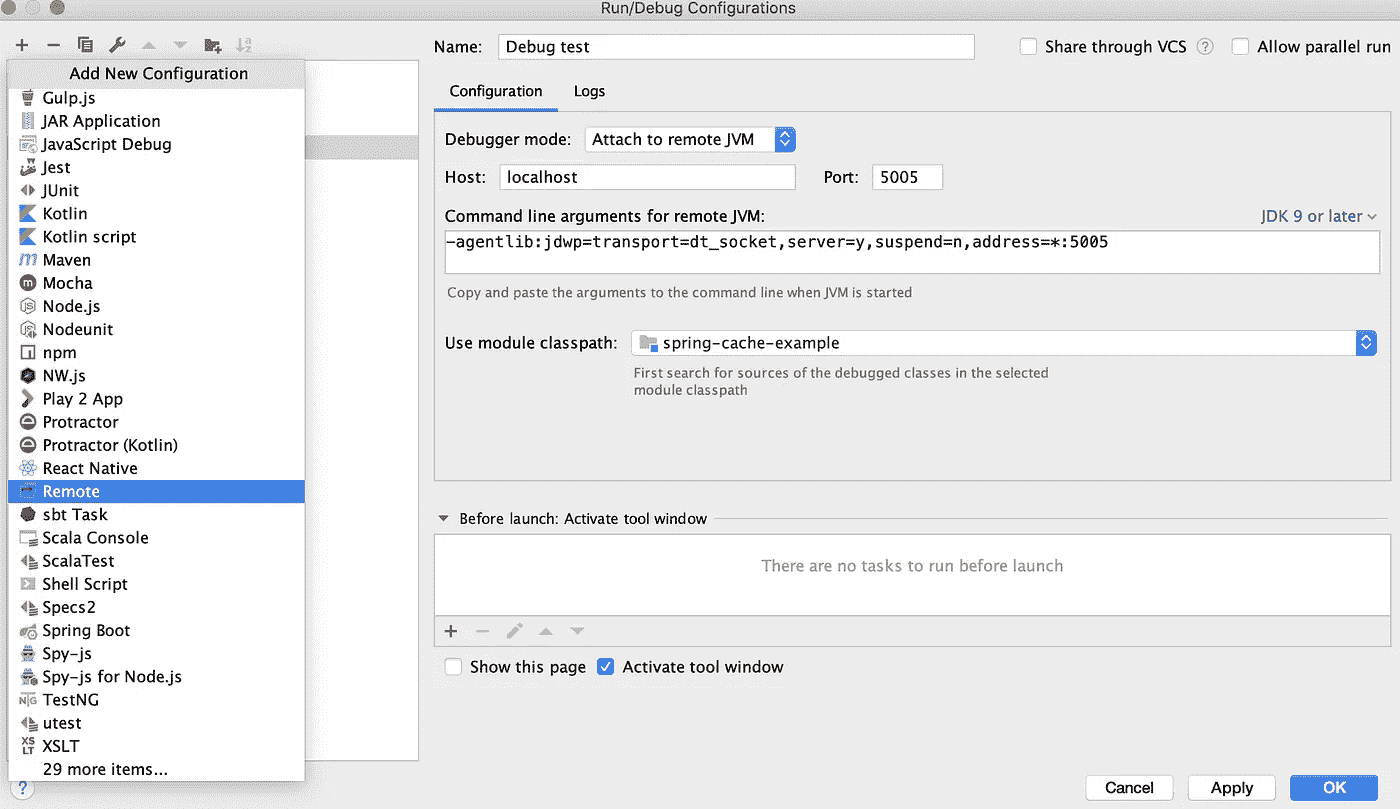 Run/Debug Configurations
Add New Configuration
Gulp.js
JAR Application
JavaScript Debug
Jest
JUnit
Kotlin
Kotlin script
Maven
Mocha
Node.js
Nodeunit
npm
NW.js
Play 2 App
Protractor
Protractor (Kotlin)
React Native
Remote
sbt Task
Scala Console
ScalaTest
Shell Script
Specs2
Spring Boot
Spy-js
Spy-js for Node.js
TestNG
utest
XSLT
29 more items...
?
Name: Debug test Share through VCS ? Allow parallel run
Configuration Logs
Debugger mode: Attach to remote JVM
Host: localhost Port: 5005
Command line arguments for remote JVM: JDK 9 or later
-agentlib:jdwp=transport=dt_socket,server=y,suspend=n,address=*:5005
Copy and paste the arguments to the command line when JVM is started
Use module classpath: spring-cache-example
First search for sources of the debugged classes in the selected
module classpath
Before launch: Activate tool window
There are no tasks to run before launch
Show this page Activate tool window
Cancel Apply OK